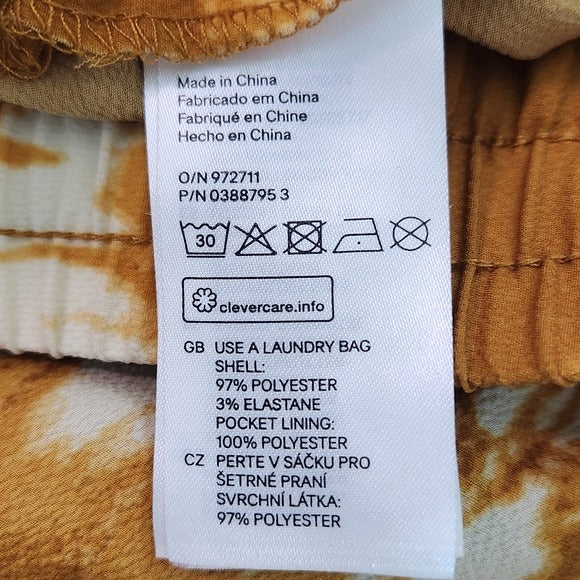 Made in China
Fabricado em China
Fabriqué en Chine
Hecho en China
O/N 972711
P/N 0388795 3
30
clevercare.info
GB USE A LAUNDRY BAG
SHELL:
97% POLYESTER
3% ELASTANE
POCKET LINING:
100% POLYESTER
CZ PERTE V SÁČKU PRO
ŠETRNÉ PRANÍ
SVRCHNÍ LÁTKA:
97% POLYESTER